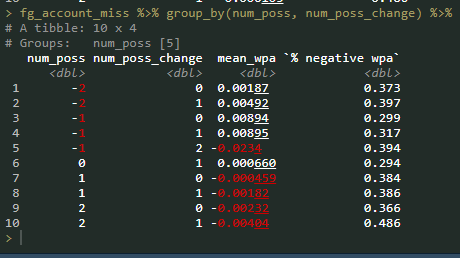 > fg_account_miss %>% group_by(num_poss, num_poss_change) %>%
# A tibble: 10 x 4
# Groups: num_poss [5]
num_poss num_poss_change mean_wpa `% negative wpa`
<dbl> <dbl> <dbl> <dbl>
1 -2 0 0.00187 0.373
2 -2 1 0.00492 0.397
3 -1 0 0.00894 0.299
4 -1 1 0.00895 0.317
5 -1 2 -0.0234 0.394
6 0 1 0.000660 0.294
7 1 0 -0.000459 0.384
8 1 1 -0.00182 0.386
9 2 0 -0.00232 0.366
10 2 1 -0.00404 0.486
>